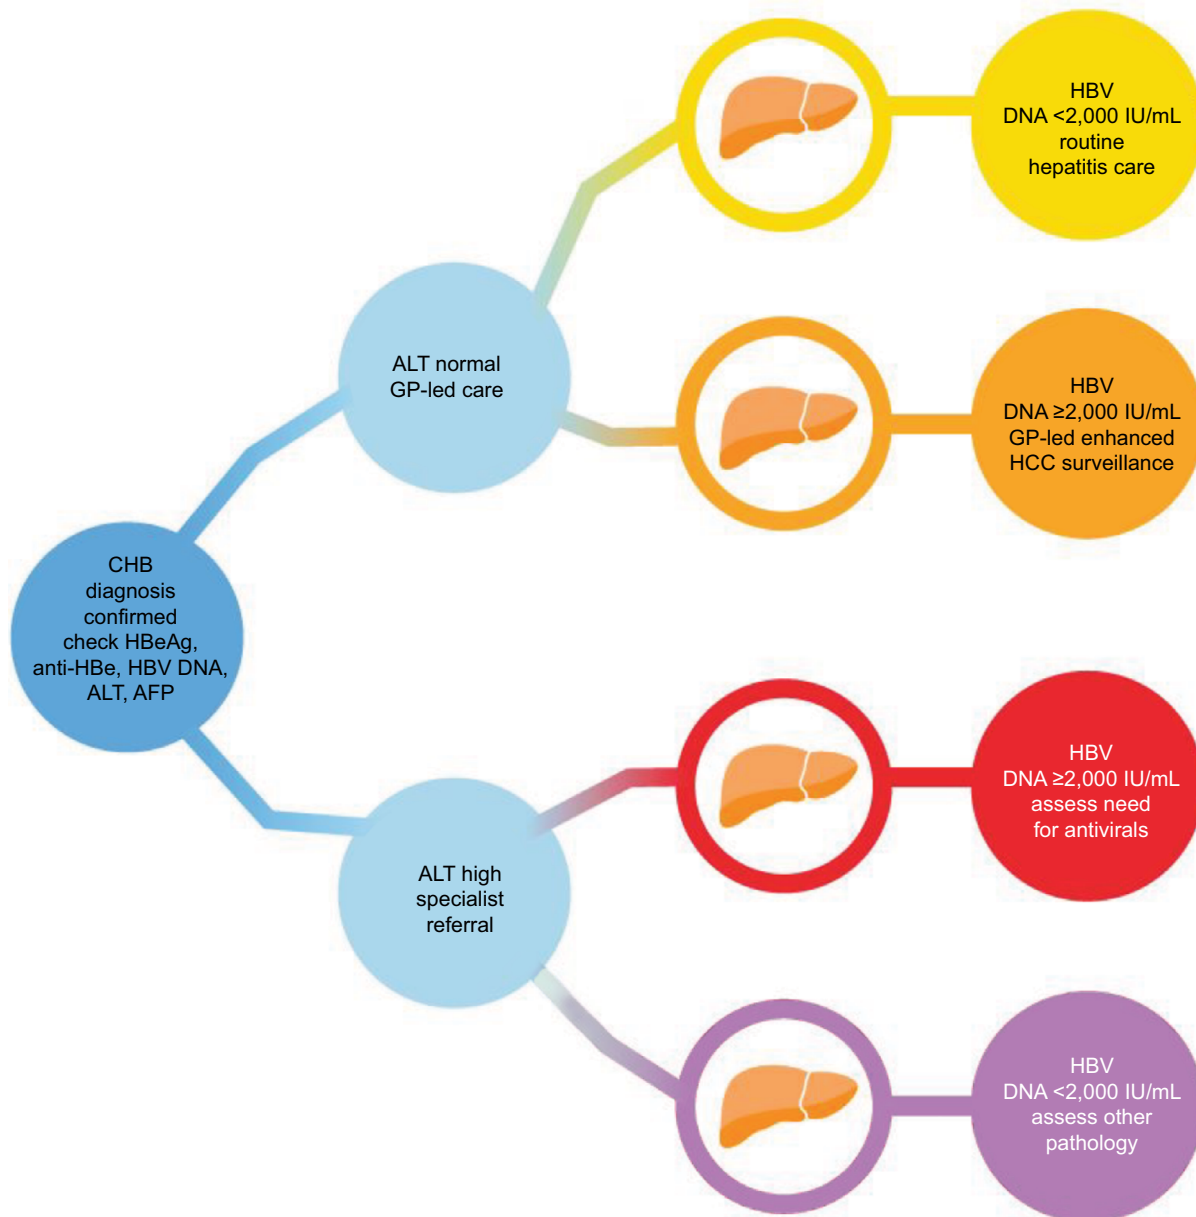 CHB
diagnosis
confirmed
check HBeAg,
anti-HBe, HBV DNA,
ALT, AFP
ALT normal
GP-led care
HBV
DNA <2,000 IU/mL
routine
hepatitis care
HBV
DNA ≥2,000 IU/mL
GP-led enhanced
HCC surveillance
ALT high
specialist
referral
HBV
DNA ≥2,000 IU/mL
assess need
for antivirals
HBV
DNA <2,000 IU/mL
assess other
pathology